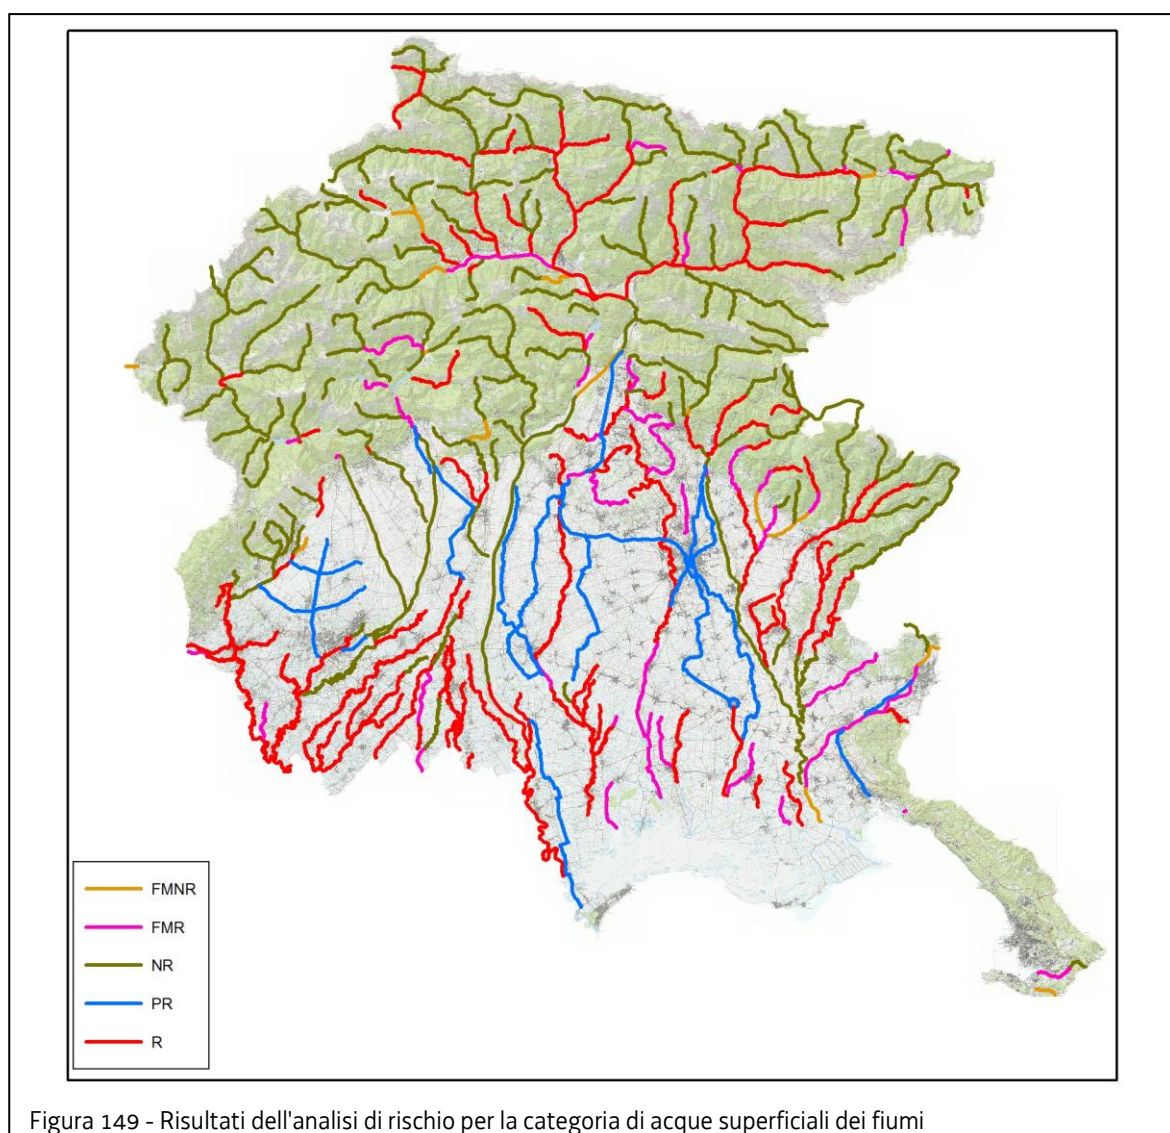 FMNR
FMR
NR
PR
R
Figura 149 - Risultati dell'analisi di rischio per la categoria di acque superficiali dei fiumi